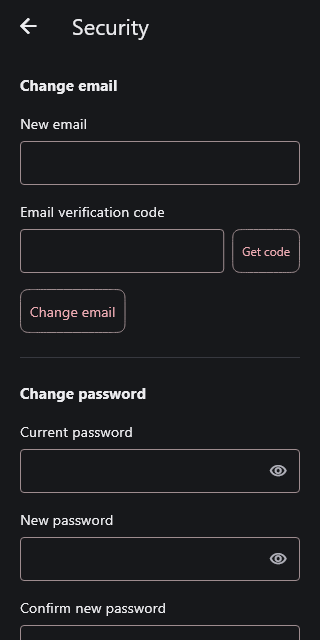 Security
Change email
New email
Email verification code
Get code
Change email
Change password
Current password
New password
Confirm new password